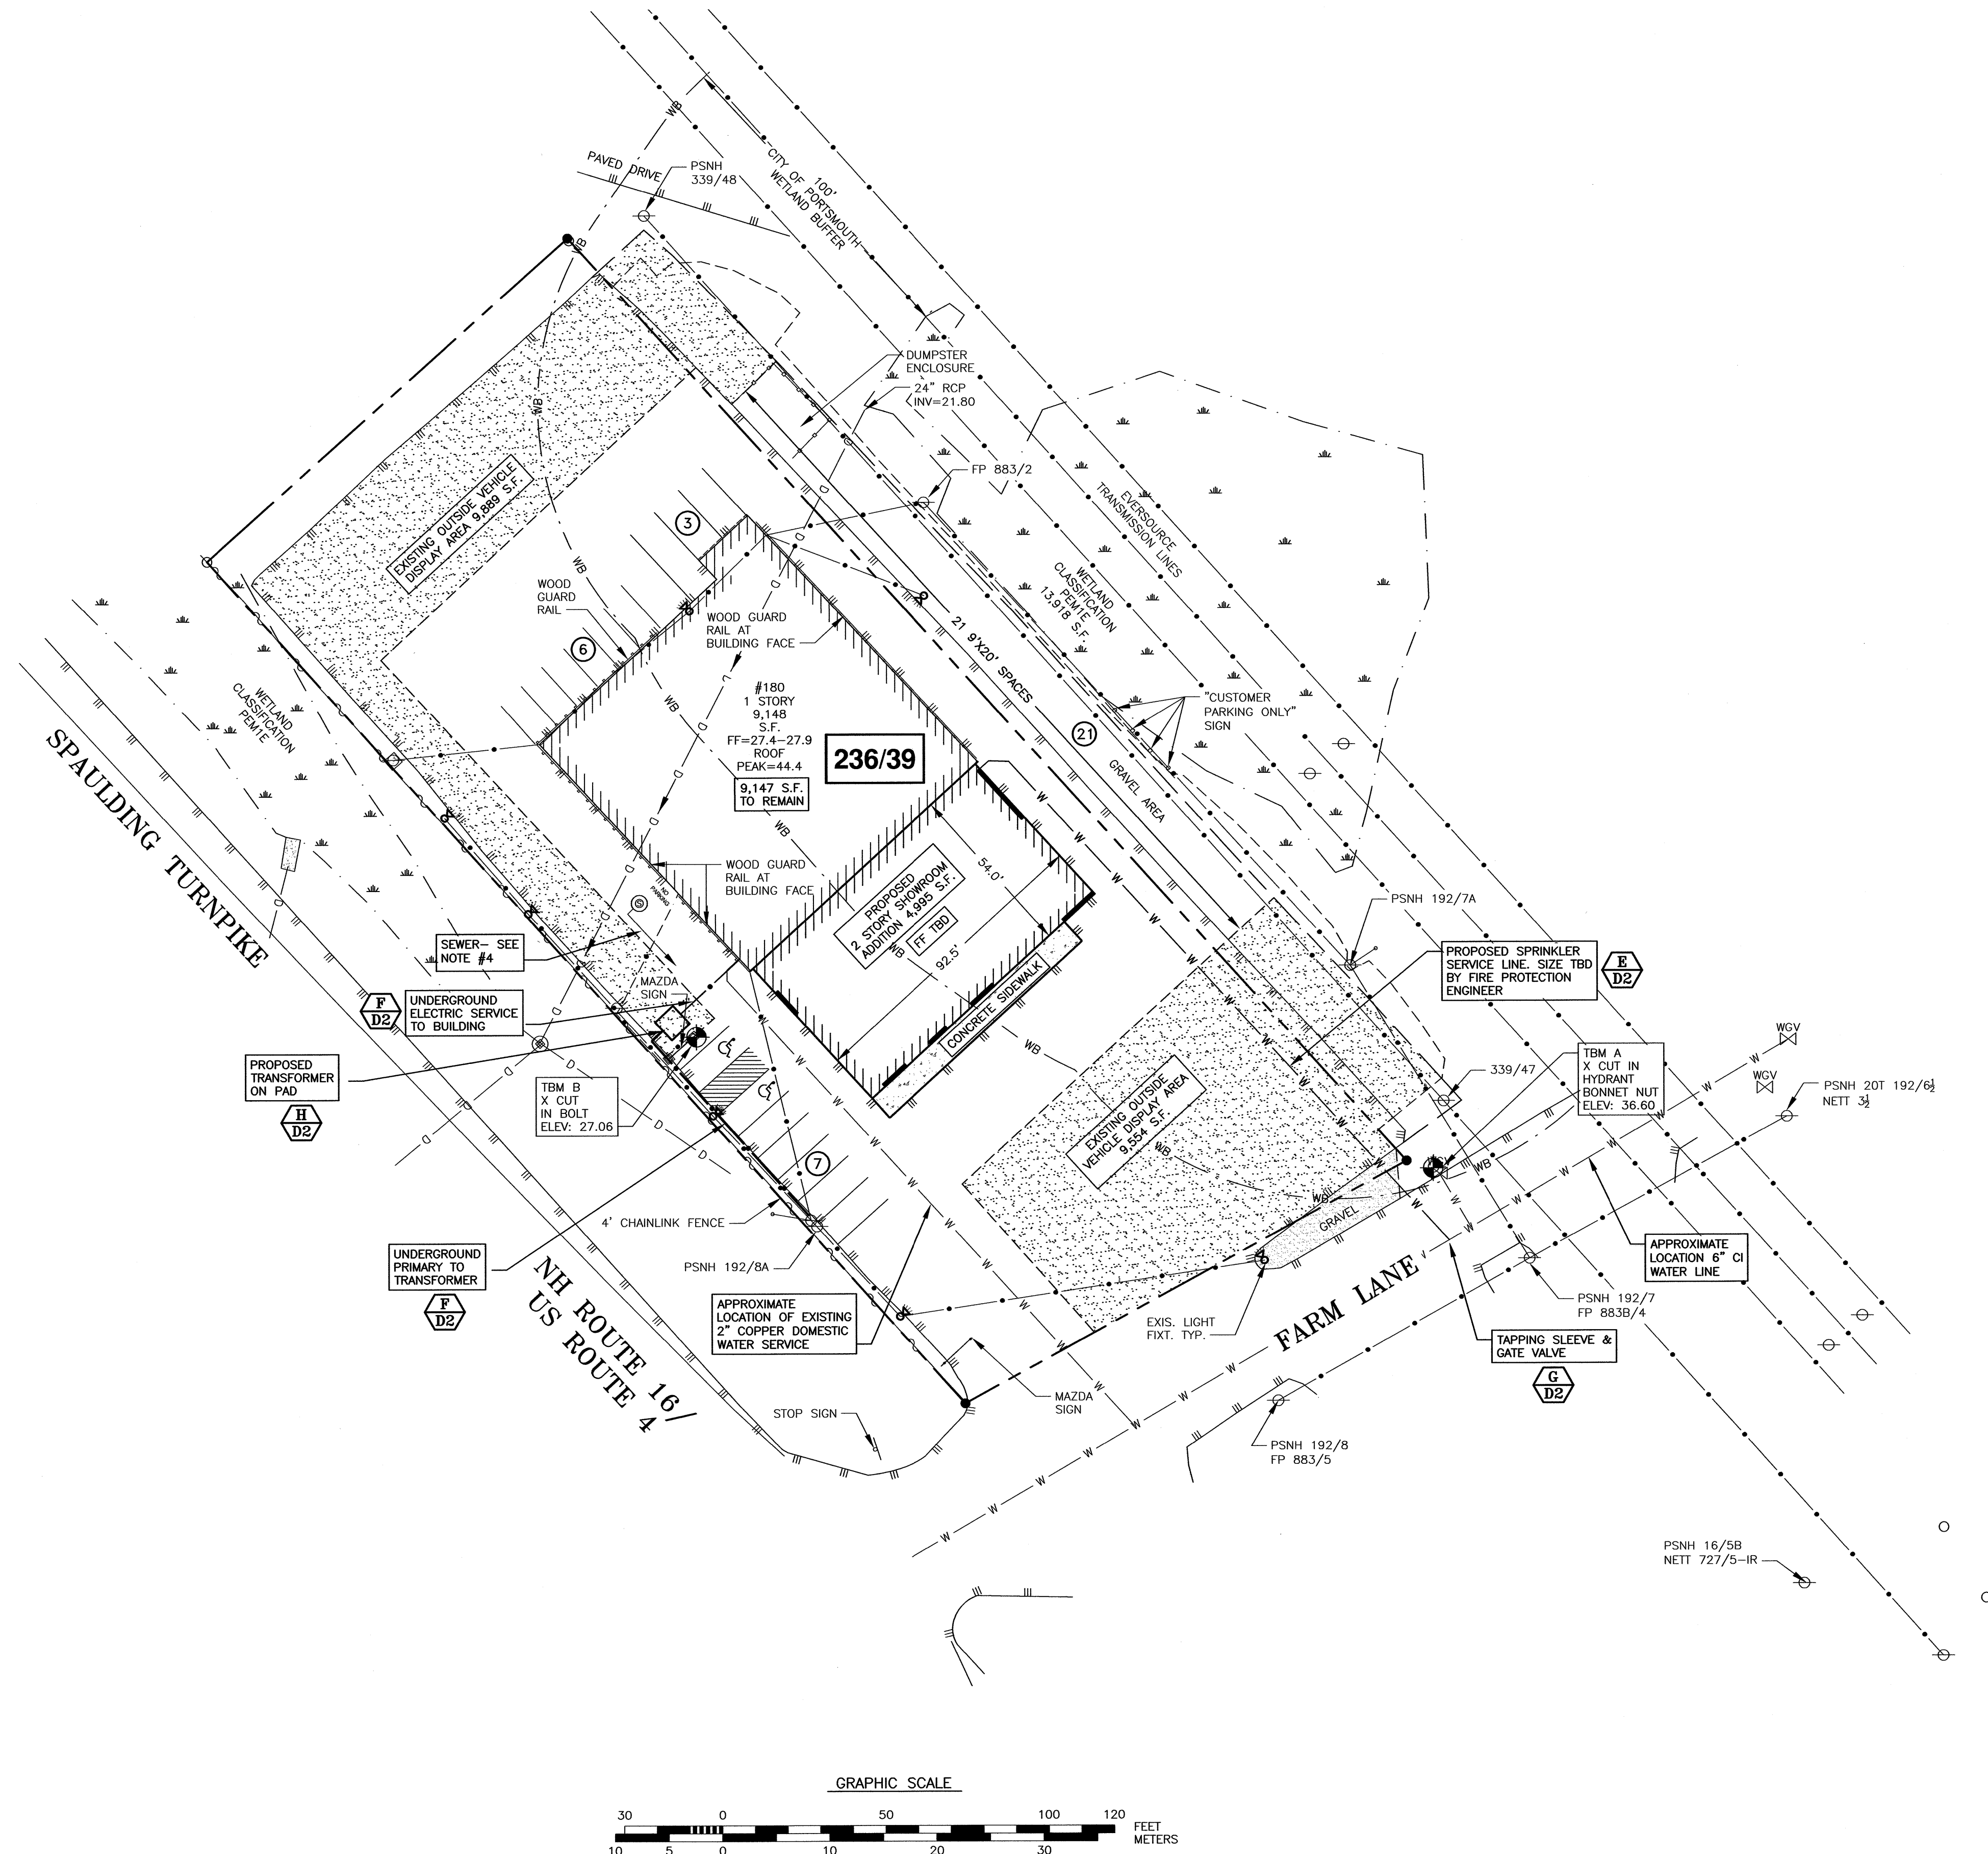 PAVED DRIVE
PSNH
339/48
100'
CITY OF PORTSMOUTH
WETLAND BUFFER
WB
WB
WB
DUMPSTER
ENCLOSURE
24" RCP
INV=21.80
FP 883/2
EVERSOURCE
TRANSMISSION LINES
WETLAND
CLASSIFICATION
PEM1E
13,918 S.F.
EXISTING OUTSIDE VEHICLE
DISPLAY AREA 9,889 S.F.
3
WB
WOOD
GUARD
RAIL
6
WOOD GUARD
RAIL AT
BUILDING FACE
21 9'X20' SPACES
"CUSTOMER
PARKING ONLY"
SIGN
21
GRAVEL AREA
#180
1 STORY
9,148
S.F.
FF=27.4-27.9
ROOF
PEAK=44.4
9,147 S.F.
TO REMAIN
236/39
WB
WB
WETLAND
CLASSIFICATION
PEM1E
SPAULDING TURNPIKE
WOOD GUARD
RAIL AT
BUILDING FACE
NO
PARKING
S
54.0'
PROPOSED
2 STORY SHOWROOM
ADDITION 4,995 S.F.
FF TBD
WB
92.5'
CONCRETE SIDEWALK
SEWER- SEE
NOTE #4
MAZDA
SIGN
F
D2
UNDERGROUND
ELECTRIC SERVICE
TO BUILDING
PROPOSED
TRANSFORMER
ON PAD
H
D2
TBM B
X CUT
IN BOLT
ELEV: 27.06
WB
PSNH 192/7A
PROPOSED SPRINKLER
SERVICE LINE. SIZE TBD
BY FIRE PROTECTION
ENGINEER
E
D2
WGV
WGV
339/47
TBM A
X CUT IN
HYDRANT
BONNET NUT
ELEV: 36.60
PSNH 20T 192/6½
NETT 3½
EXISTING OUTSIDE
VEHICLE DISPLAY AREA
9,554 S.F.
WB
WB
WB
GRAVEL
7
4' CHAINLINK FENCE
PSNH 192/8A
UNDERGROUND
PRIMARY TO
TRANSFORMER
F
D2
NH ROUTE 16/
US ROUTE 4
APPROXIMATE
LOCATION OF EXISTING
2" COPPER DOMESTIC
WATER SERVICE
EXIS. LIGHT
FIXT. TYP.
FARM LANE
APPROXIMATE
LOCATION 6" CI
WATER LINE
PSNH 192/7
FP 883B/4
TAPPING SLEEVE &
GATE VALVE
G
D2
MAZDA
SIGN
STOP SIGN
PSNH 192/8
FP 883/5
PSNH 16/5B
NETT 727/5-IR
GRAPHIC SCALE
30 0 50 100 120
FEET
METERS
10 5 0 10 20 30